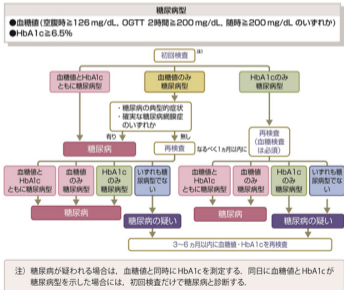 糖尿病型
●血糖値(空腹時≧126 mg/dL, OGTT 2時間≧200 mg/dL, 随時≧200 mg/dL のいずれか)
●HbA1c≧6.5%
初回検査
注)
血糖値とHbA1c
ともに糖尿病型
血糖値のみ
糖尿病型
HbA1cのみ
糖尿病型
・糖尿病の典型的症状
・確実な糖尿病網膜症
のいずれか
有り
無し
糖尿病
再検査
なるべく1ヵ月以内に
再検査
(血糖検査
は必須)
血糖値と
HbA1c
ともに糖尿病型
血糖値
のみ
糖尿病型
HbA1c
のみ
糖尿病型
いずれも糖
尿病型でな
い
血糖値と
HbA1c
ともに糖尿病型
血糖値
のみ
糖尿病型
HbA1c
のみ
糖尿病型
いずれも糖
尿病型でな
い
糖尿病
糖尿病の疑い
糖尿病
糖尿病の疑い
3〜6ヵ月以内に血糖値・HbA1cを再検査
注)糖尿病が疑われる場合は,血糖値と同時にHbA1cを測定する.同日に血糖値とHbA1cが
糖尿病型を示した場合には,初回検査だけで糖尿病と診断する.